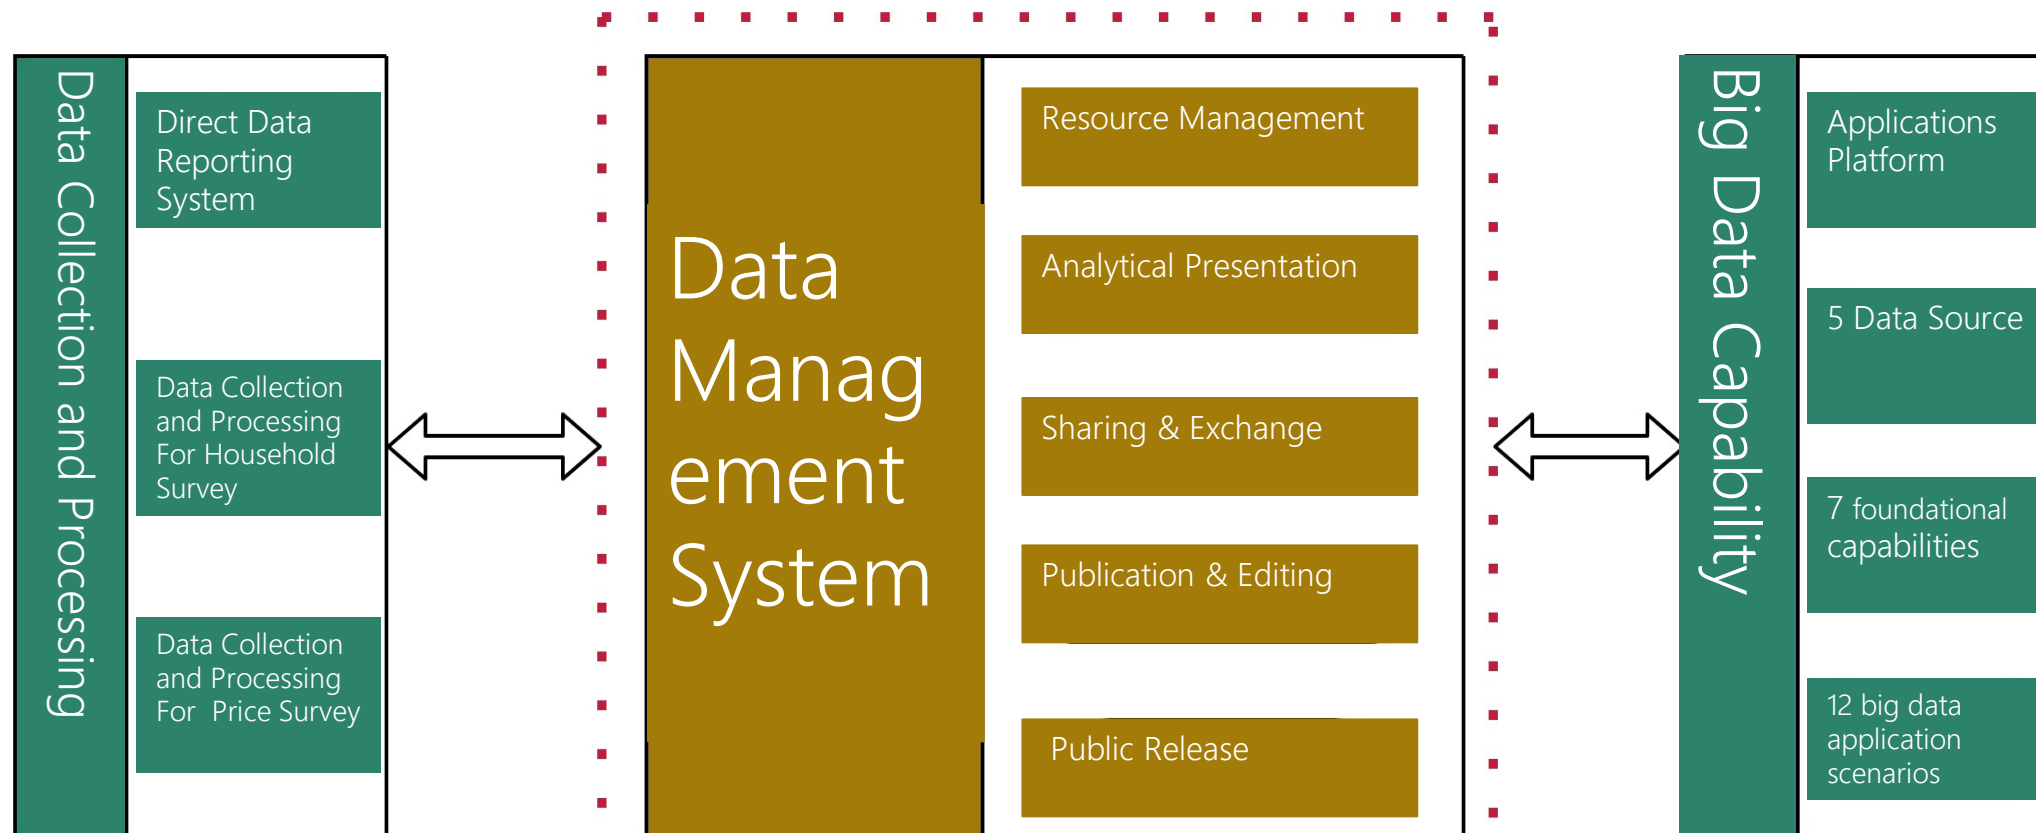 Data Collection and Processing
Direct Data
Reporting
System
Data Collection
and Processing
For Household
Survey
Data Collection
and Processing
For Price Survey
Data
Manag
ement
System
Resource Management
Analytical Presentation
Sharing & Exchange
Publication & Editing
Public Release
Big Data Capability
Applications
Platform
5 Data Source
7 foundational
capabilities
12 big data
application
scenarios